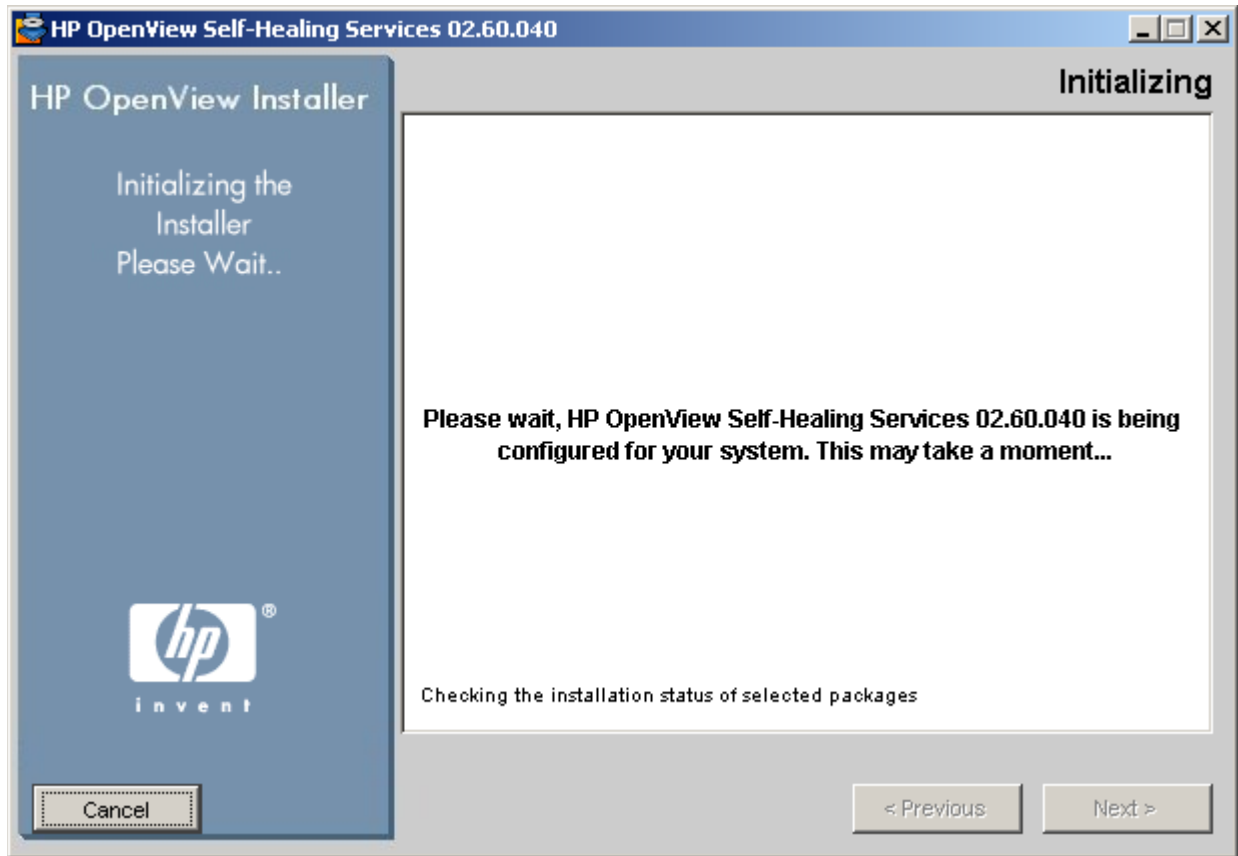 HP OpenView Self-Healing Services 02.60.040
HP OpenView Installer
Initializing
Initializing the
Installer
Please Wait..
Please wait, HP OpenView Self-Healing Services 02.60.040 is being
configured for your system. This may take a moment...
hp ®
invent
Checking the installation status of selected packages
Cancel
< Previous
Next >